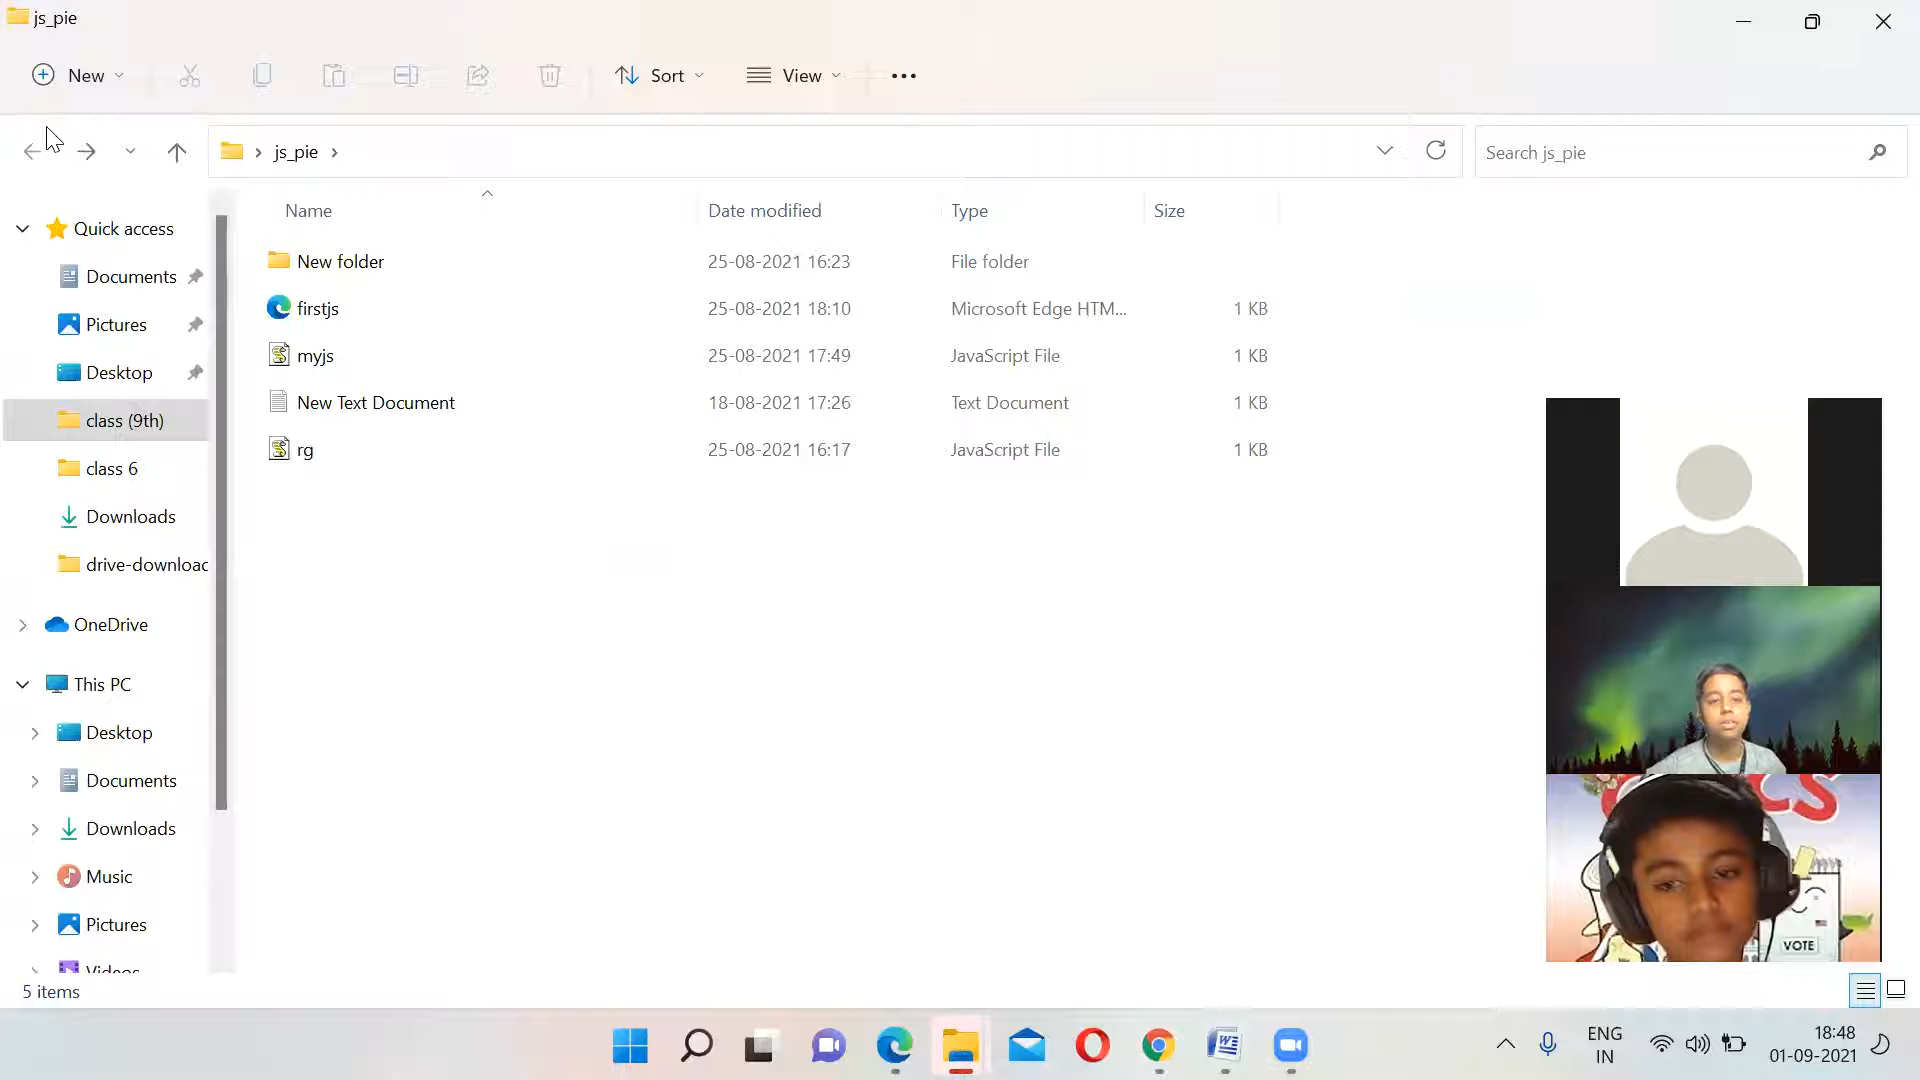 js_pie
New
Sort
View
js_pie
Search js_pie
Name
Date modified
Type
Size
Quick access
Documents
Pictures
Desktop
class (9th)
class 6
Downloads
drive-downloac
OneDrive
This PC
Desktop
Documents
Downloads
Music
Pictures
Videos
New folder 25-08-2021 16:23 File folder
firstjs 25-08-2021 18:10 Microsoft Edge HTM... 1 KB
myjs 25-08-2021 17:49 JavaScript File 1 KB
New Text Document 18-08-2021 17:26 Text Document 1 KB
rg 25-08-2021 16:17 JavaScript File 1 KB
VOTE
5 items
ENG
IN
18:48
01-09-2021